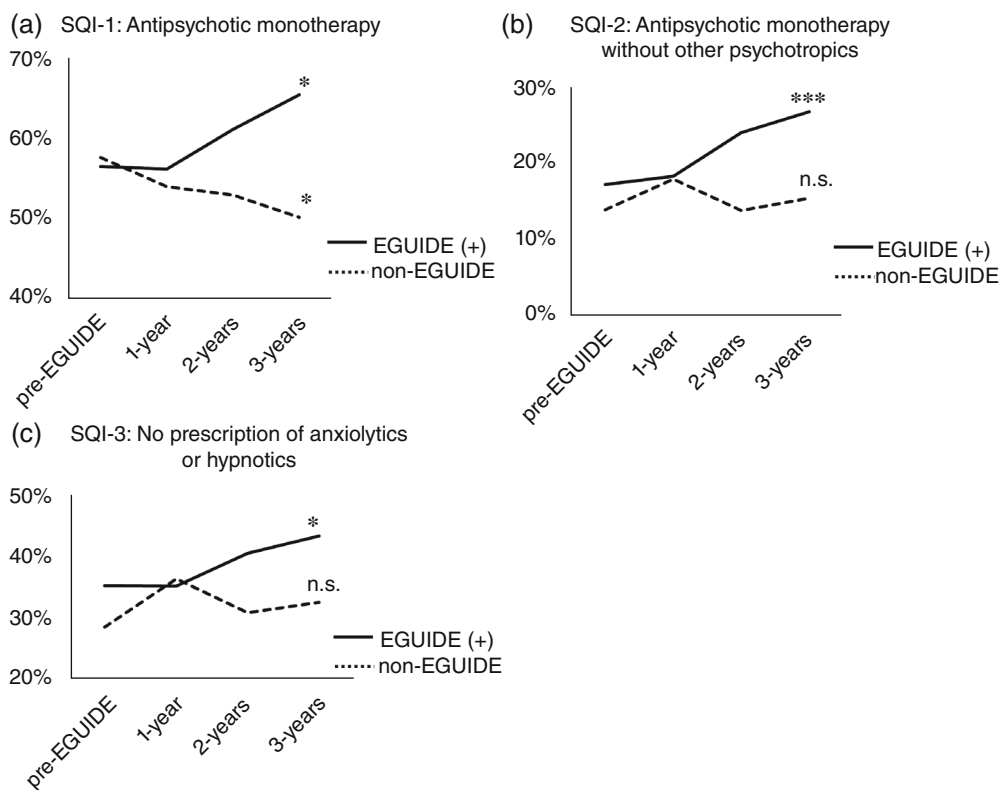 (a) SQI-1: Antipsychotic monotherapy
70%
60%
50%
40%
*
*
EGUIDE (+)
non-EGUIDE
pre-EGUIDE
1-year
2-years
3-years
(b) SQI-2: Antipsychotic monotherapy
without other psychotropics
30%
20%
10%
0%
***
n.s.
EGUIDE (+)
non-EGUIDE
pre-EGUIDE
1-year
2-years
3-years
(c) SQI-3: No prescription of anxiolytics
or hypnotics
50%
40%
30%
20%
*
n.s.
EGUIDE (+)
non-EGUIDE
pre-EGUIDE
1-year
2-years
3-years